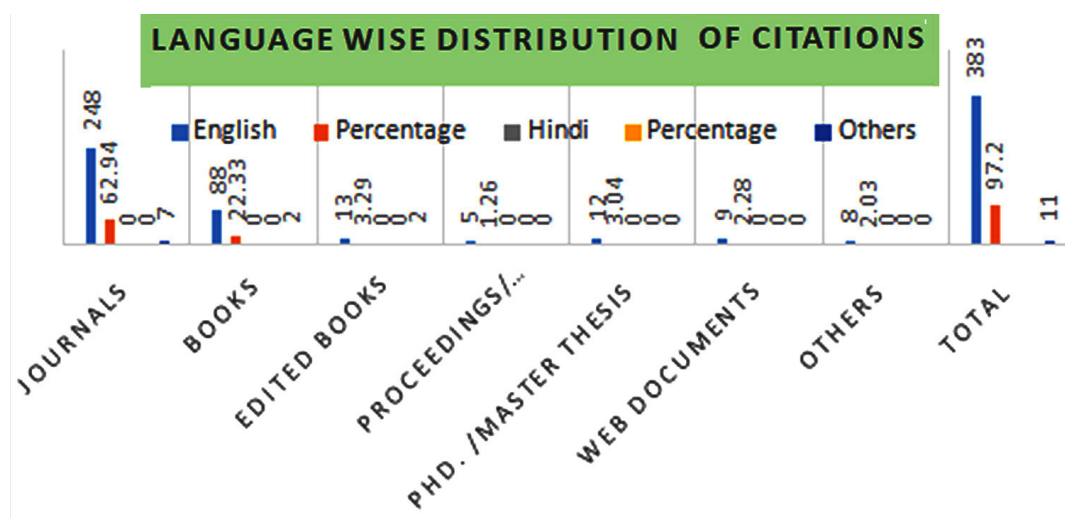 LANGUAGE WISE DISTRIBUTION OF CITATIONS
English Percentage Hindi Percentage Others
248 62.94 0 0 7
88 22.33 0 0 2
13 3.29 0 0 2
5 1.26 0 0 0
12 3.04 0 0 0
9 2.28 0 0 0
8 2.03 0 0 0
383 97.2 11
JOURNALS
BOOKS
EDITED BOOKS
PROCEEDINGS/...
PHD. /MASTER THESIS
WEB DOCUMENTS
OTHERS
TOTAL